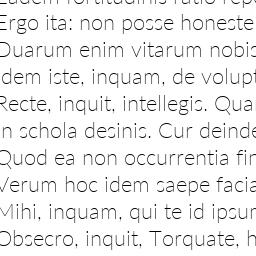 Eadem fortitudinis ratio repe
Ergo ita: non posse honeste
Duarum enim vitarum nobis
Idem iste, inquam, de volupt
Recte, inquit, intellegis. Qua
In schola desinis. Cur deinde
Quod ea non occurrentia fin
Verum hoc idem saepe facia
Mihi, inquam, qui te id ipsum
Obsecro, inquit, Torquate, h